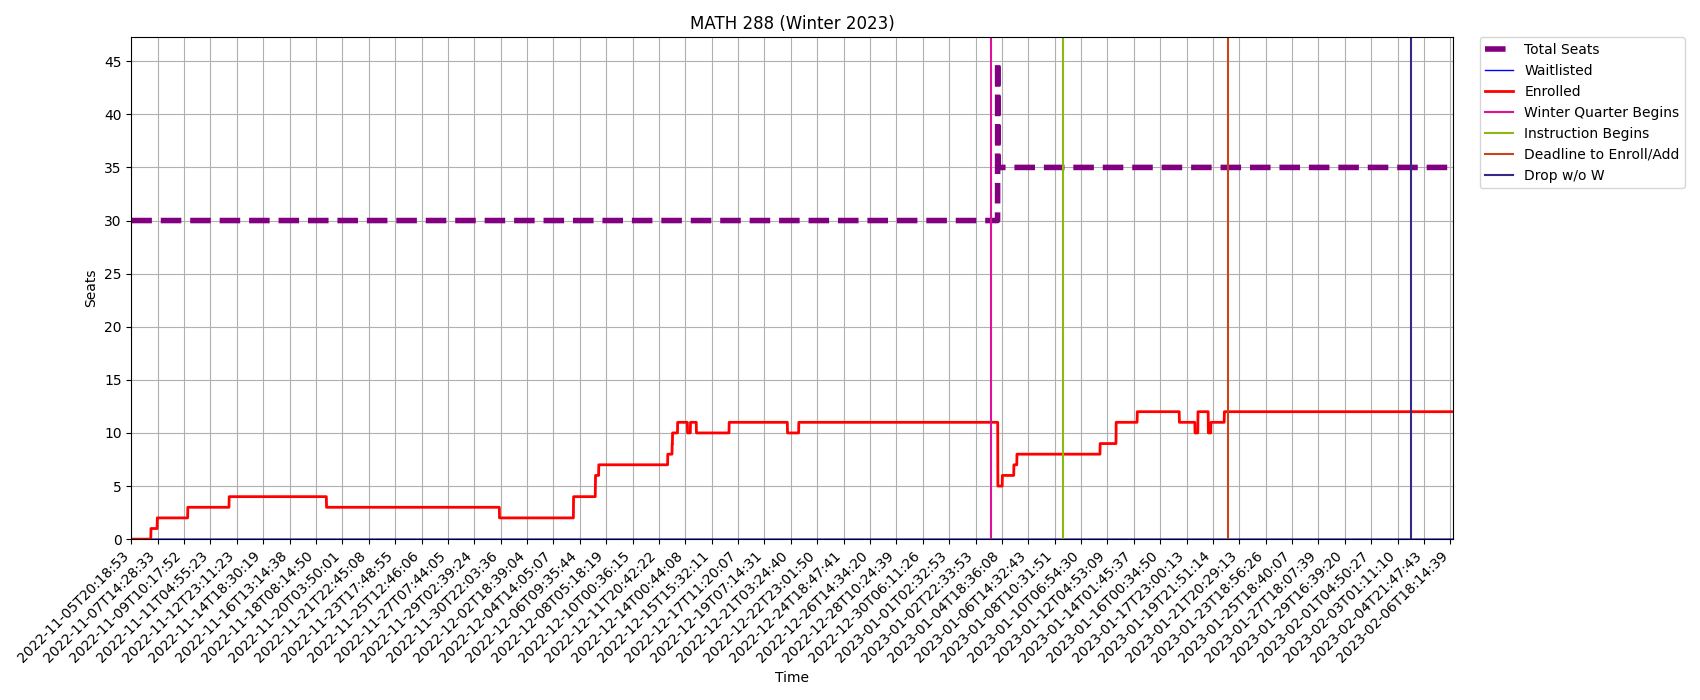 MATH 288 (Winter 2023)
Total Seats
Waitlisted
Enrolled
Winter Quarter Begins
Instruction Begins
Deadline to Enroll/Add
Drop w/o W
Seats
45
40
35
30
25
20
15
10
5
0
2022-11-05T20:18:53
2022-11-07T14:28:33
2022-11-09T10:17:52
2022-11-11T04:55:23
2022-11-12T23:11:23
2022-11-14T18:30:19
2022-11-16T13:14:38
2022-11-18T08:14:50
2022-11-20T03:50:01
2022-11-21T22:45:08
2022-11-23T17:48:55
2022-11-25T12:46:06
2022-11-27T07:44:05
2022-11-29T02:39:24
2022-11-30T22:03:36
2022-12-02T18:39:04
2022-12-04T14:05:07
2022-12-06T09:35:44
2022-12-08T05:18:19
2022-12-10T00:36:15
2022-12-11T20:42:22
2022-12-14T00:44:08
2022-12-15T15:32:11
2022-12-17T11:20:07
2022-12-19T07:14:31
2022-12-21T03:24:40
2022-12-22T23:01:50
2022-12-24T18:47:41
2022-12-26T14:34:20
2022-12-28T10:24:39
2022-12-30T06:11:26
2023-01-01T02:32:53
2023-01-02T22:33:53
2023-01-04T18:36:08
2023-01-06T14:32:43
2023-01-08T10:31:51
2023-01-10T06:54:30
2023-01-12T04:53:09
2023-01-14T01:45:37
2023-01-16T00:34:50
2023-01-17T23:00:13
2023-01-19T21:51:14
2023-01-21T20:29:13
2023-01-23T18:56:26
2023-01-25T18:40:07
2023-01-27T18:07:39
2023-01-29T16:39:20
2023-02-01T04:50:27
2023-02-03T01:11:10
2023-02-04T21:47:43
2023-02-06T18:14:39
Time